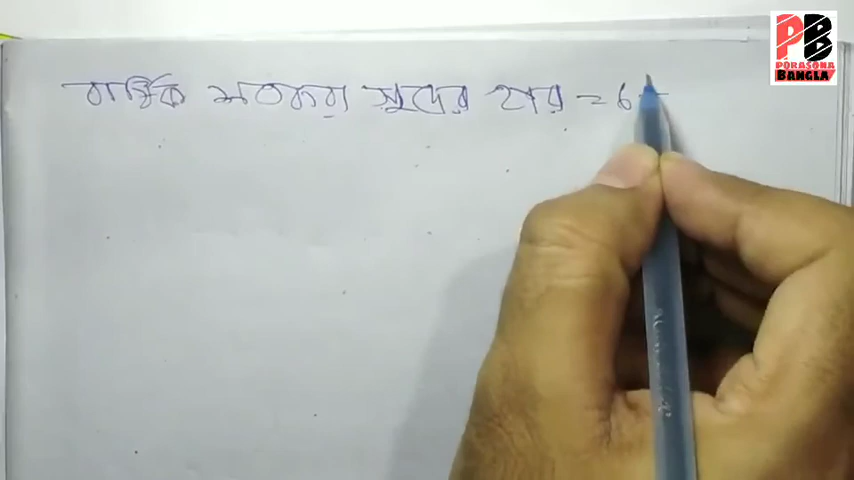 বার্ষিক শতকরা সুদের হার = 6
PB
PORASONA
BANGLA